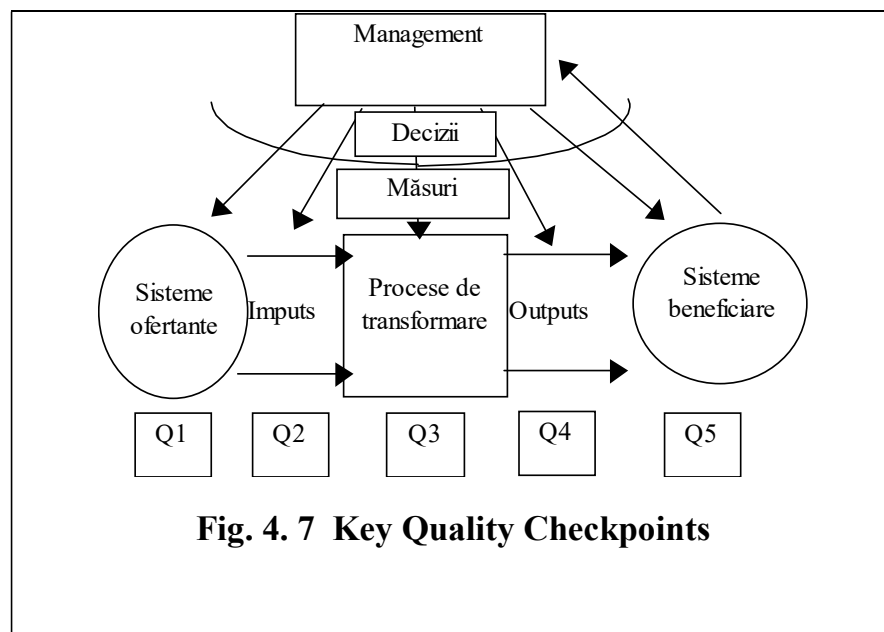 Management
Decizii
Măsuri
Sisteme
ofertante
Imputs
Procese de
transformare
Outputs
Sisteme
beneficiare
Q1
Q2
Q3
Q4
Q5
Fig. 4. 7 Key Quality Checkpoints